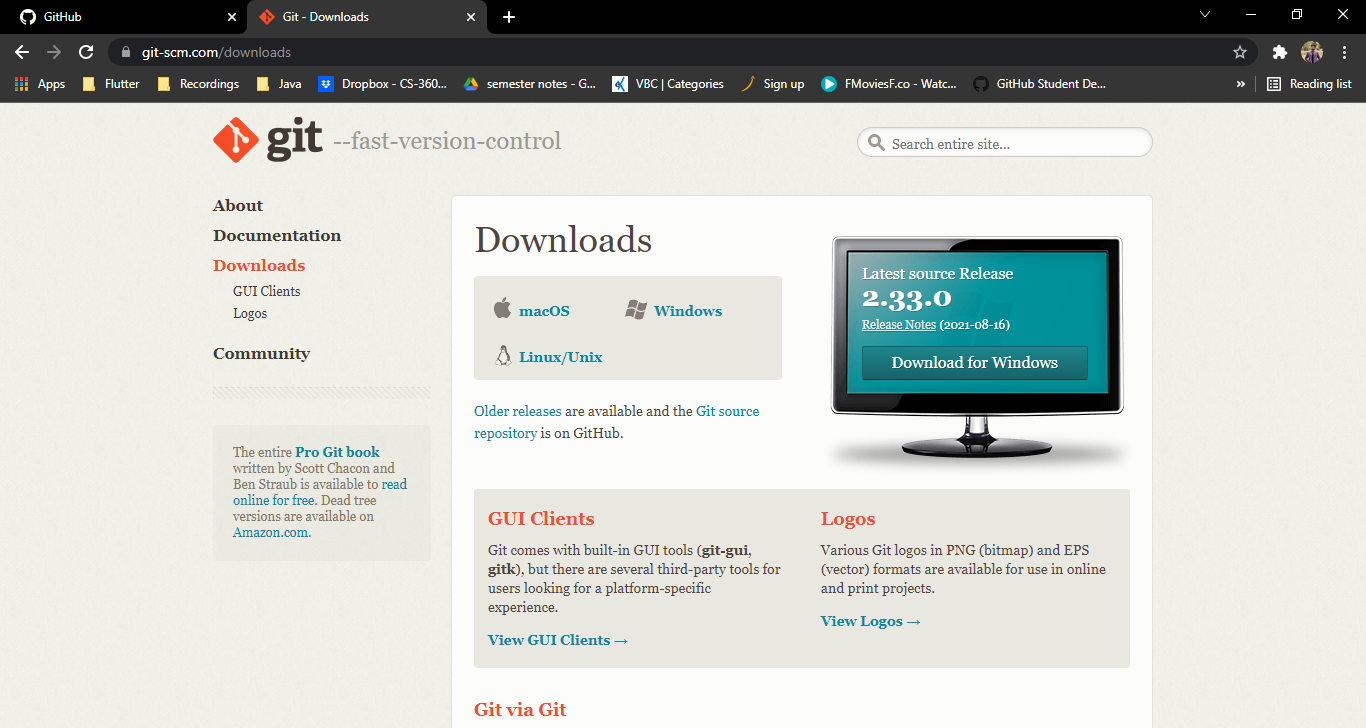 GitHub
Git - Downloads
git-scm.com/downloads
Apps
Flutter
Recordings
Java
Dropbox - CS-360...
semester notes - G...
VBC | Categories
Sign up
FMoviesF.co - Watc...
GitHub Student De...
»
Reading list
git --fast-version-control
Search entire site...
About
Documentation
Downloads
GUI Clients
Logos
Community
The entire Pro Git book
written by Scott Chacon and
Ben Straub is available to read
online for free. Dead tree
versions are available on
Amazon.com.
Downloads
macOS
Windows
Linux/Unix
Older releases are available and the Git source
repository is on GitHub.
Latest source Release
2.33.0
Release Notes (2021-08-16)
Download for Windows
GUI Clients
Git comes with built-in GUI tools (git-gui,
gitk), but there are several third-party tools for
users looking for a platform-specific
experience.
View GUI Clients →
Logos
Various Git logos in PNG (bitmap) and EPS
(vector) formats are available for use in online
and print projects.
View Logos →
Git via Git